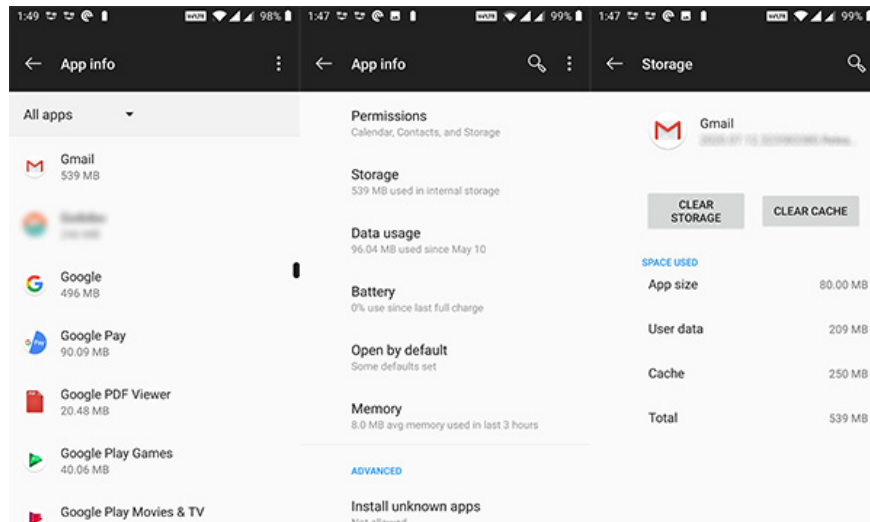 1:49
98%
App info
All apps
Gmail
539 MB
Google
496 MB
Google Pay
90.09 MB
Google PDF Viewer
20.48 MB
Google Play Games
40.06 MB
Google Play Movies & TV
1:47
99%
App info
Permissions
Calendar, Contacts, and Storage
Storage
539 MB used in internal storage
Data usage
96.04 MB used since May 10
Battery
0% use since last full charge
Open by default
Some defaults set
Memory
8.0 MB avg memory used in last 3 hours
ADVANCED
Install unknown apps
Not allowed
1:47
99%
Storage
Gmail
CLEAR
STORAGE
CLEAR CACHE
SPACE USED
App size
80.00 MB
User data
209 MB
Cache
250 MB
Total
539 MB